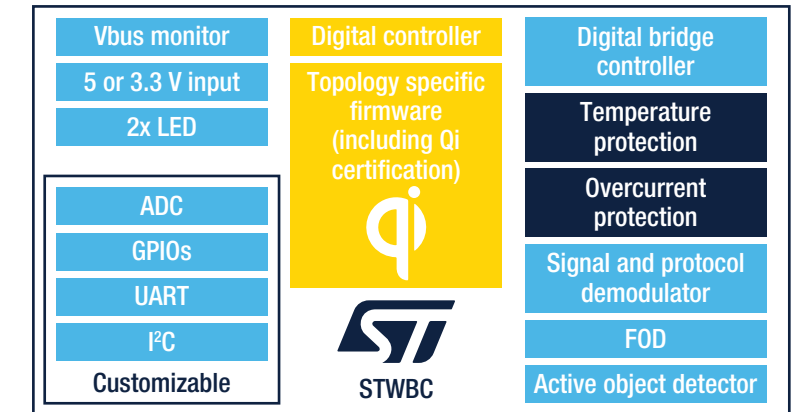 Vbus monitor
5 or 3.3 V input
2x LED
ADC
GPIOs
UART
I²C
Customizable
Digital controller
Topology specific
firmware
(including Qi
certification)
qi
ST
STWBC
Digital bridge
controller
Temperature
protection
Overcurrent
protection
Signal and protocol
demodulator
FOD
Active object detector